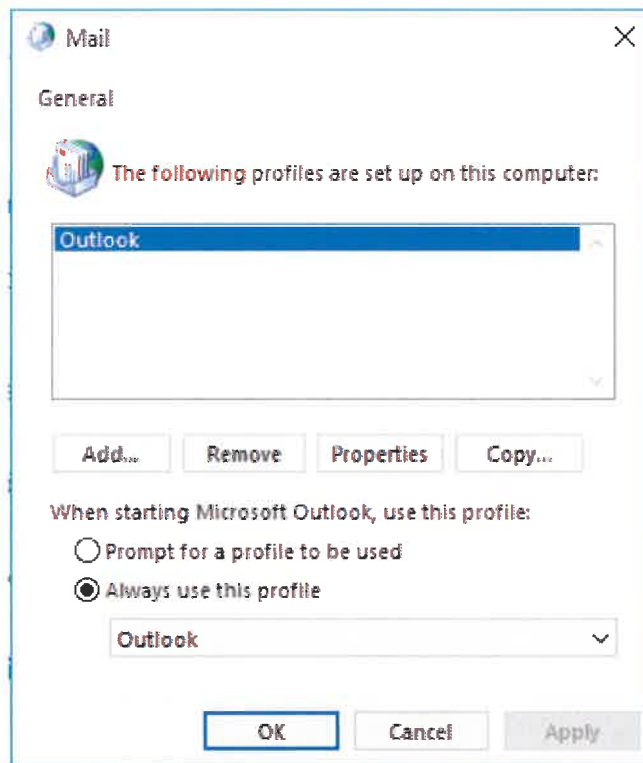 Mail
General
The following profiles are set up on this computer:
Outlook
Add... Remove Properties Copy...
When starting Microsoft Outlook, use this profile:
Prompt for a profile to be used
Always use this profile
Outlook
OK Cancel Apply